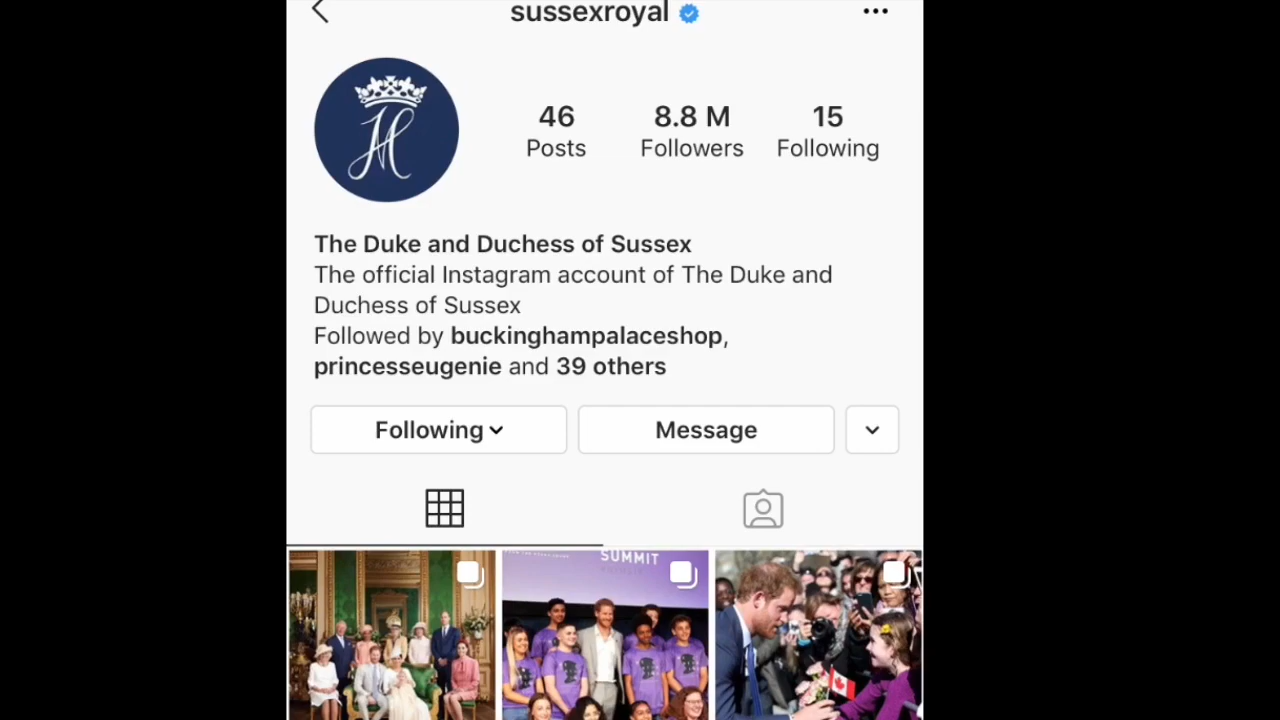 sussexroyal
46 8.8 M 15
Posts Followers Following
The Duke and Duchess of Sussex
The official Instagram account of The Duke and
Duchess of Sussex
Followed by buckinghampalaceshop,
princesseugenie and 39 others
Following Message
SUMMIT